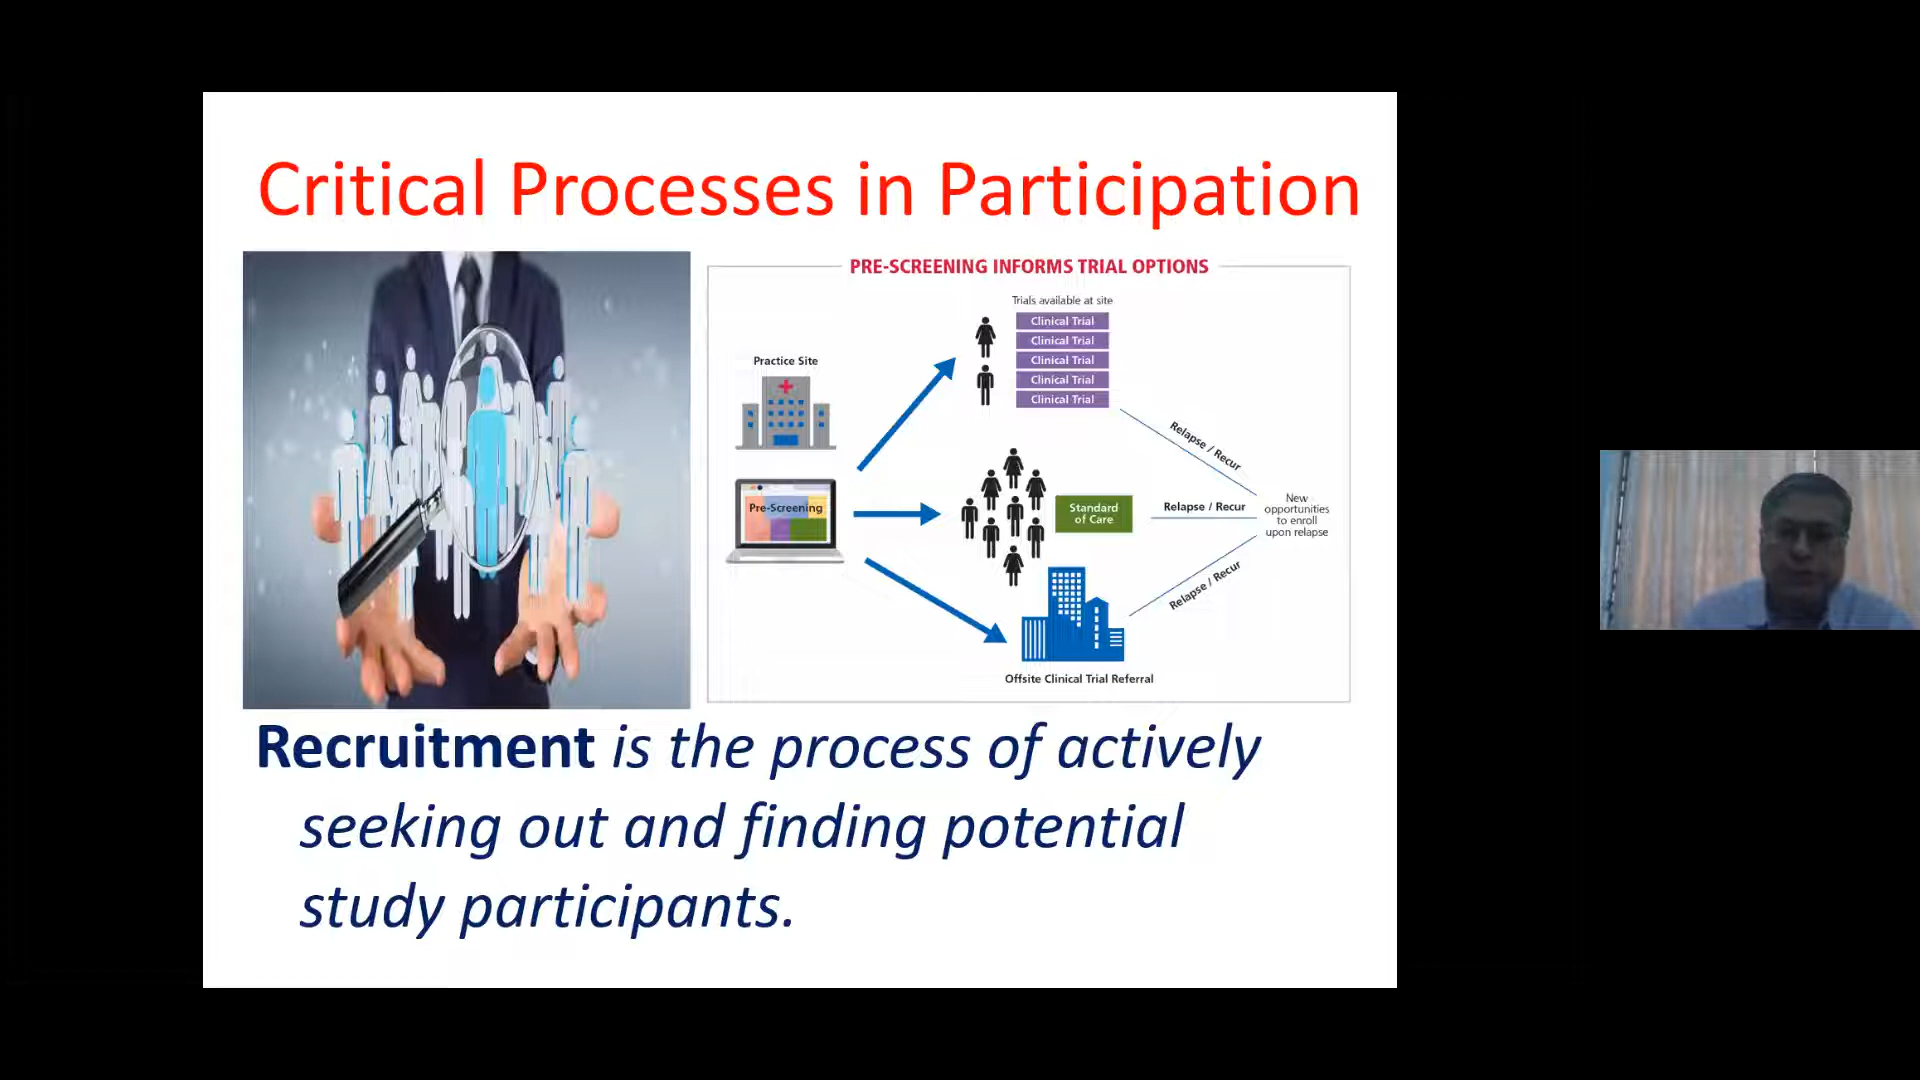 Critical Processes in Participation
PRE-SCREENING INFORMS TRIAL OPTIONS
Trials available at site
Clinical Trial
Clinical Trial
Clinical Trial
Clinical Trial
Clinical Trial
Practice Site
Pre-Screening
Standard
of Care
Relapse / Recur
Relapse / Recur
Relapse / Recur
New
opportunities
to enroll
upon relapse
Offsite Clinical Trial Referral
Recruitment is the process of actively
seeking out and finding potential
study participants.